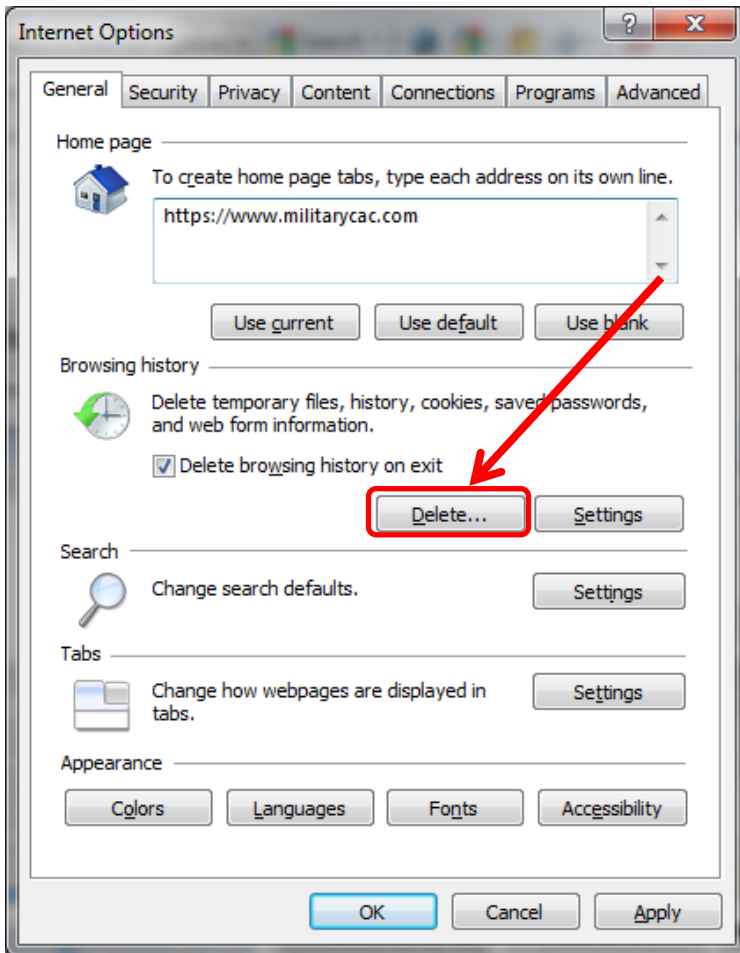 Internet Options
?
General Security Privacy Content Connections Programs Advanced
Home page
To create home page tabs, type each address on its own line.
https://www.militarycac.com
Use current Use default Use blank
Browsing history
Delete temporary files, history, cookies, saved passwords,
and web form information.
Delete browsing history on exit
Delete... Settings
Search
Change search defaults.
Settings
Tabs
Change how webpages are displayed in
tabs.
Settings
Appearance
Colors Languages Fonts Accessibility
OK Cancel Apply